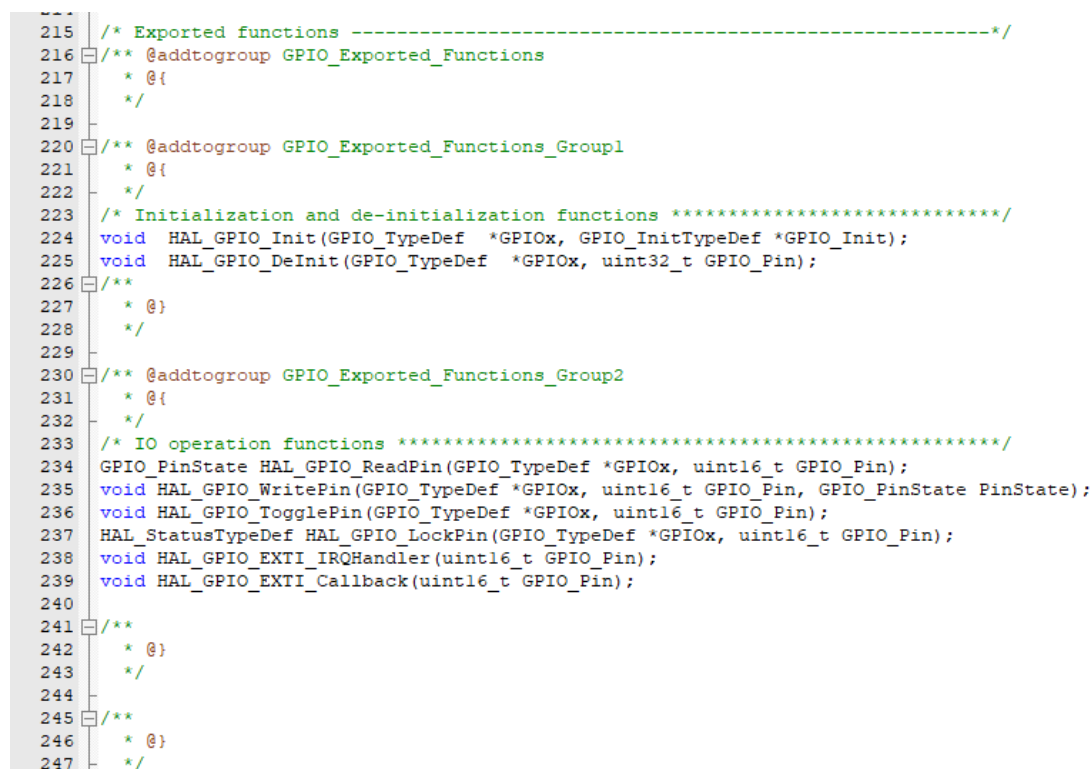 215 /* Exported functions --------------------------------------------------------*/
216 /** @addtogroup GPIO_Exported_Functions
217   * @{
218   */
219
220 /** @addtogroup GPIO_Exported_Functions_Group1
221   * @{
222   */
223 /* Initialization and de-initialization functions *****************************/
224 void  HAL_GPIO_Init(GPIO_TypeDef  *GPIOx, GPIO_InitTypeDef *GPIO_Init);
225 void  HAL_GPIO_DeInit(GPIO_TypeDef  *GPIOx, uint32_t GPIO_Pin);
226 /**
227   * @}
228   */
229
230 /** @addtogroup GPIO_Exported_Functions_Group2
231   * @{
232   */
233 /* IO operation functions *****************************************************/
234 GPIO_PinState HAL_GPIO_ReadPin(GPIO_TypeDef *GPIOx, uint16_t GPIO_Pin);
235 void HAL_GPIO_WritePin(GPIO_TypeDef *GPIOx, uint16_t GPIO_Pin, GPIO_PinState PinState);
236 void HAL_GPIO_TogglePin(GPIO_TypeDef *GPIOx, uint16_t GPIO_Pin);
237 HAL_StatusTypeDef HAL_GPIO_LockPin(GPIO_TypeDef *GPIOx, uint16_t GPIO_Pin);
238 void HAL_GPIO_EXTI_IRQHandler(uint16_t GPIO_Pin);
239 void HAL_GPIO_EXTI_Callback(uint16_t GPIO_Pin);
240
241 /**
242   * @}
243   */
244
245 /**
246   * @}
247   */